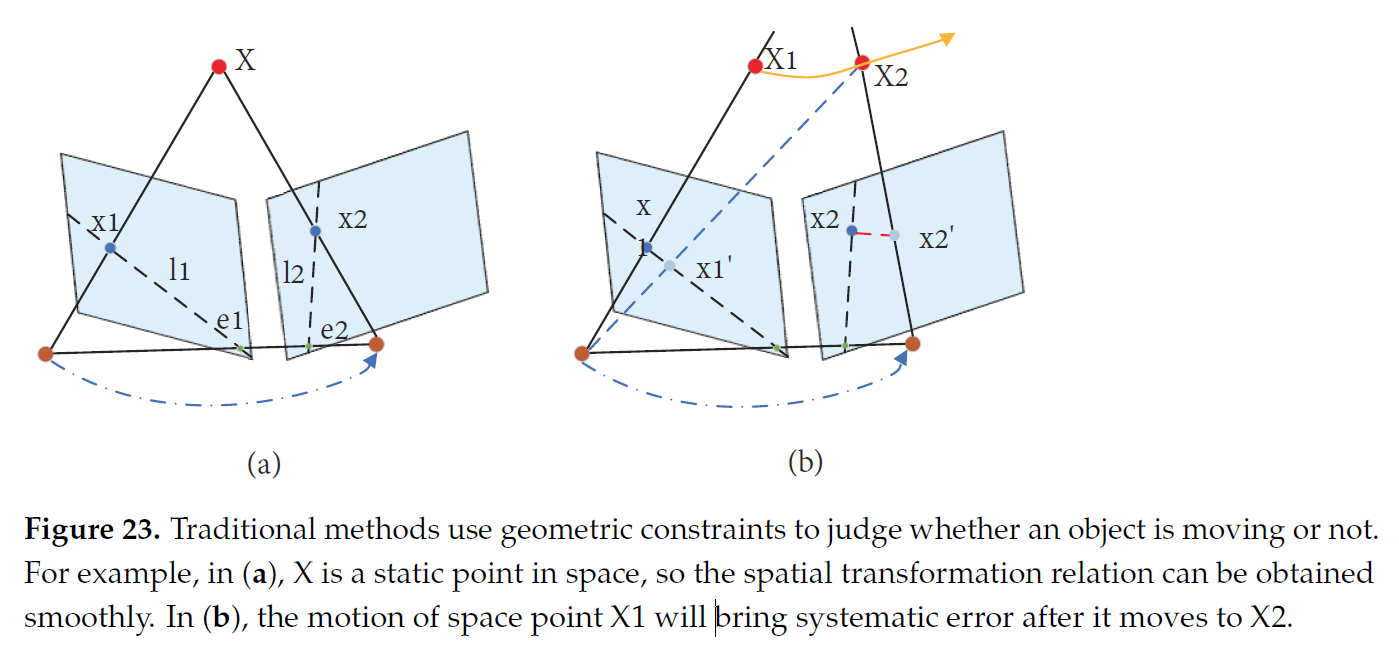 X
x1
l1
e1
l2
x2
e2
(a)
X1
X2
x
1
x1'
x2
x2'
(b)
Figure 23. Traditional methods use geometric constraints to judge whether an object is moving or not.
For example, in (a), X is a static point in space, so the spatial transformation relation can be obtained
smoothly. In (b), the motion of space point X1 will bring systematic error after it moves to X2.